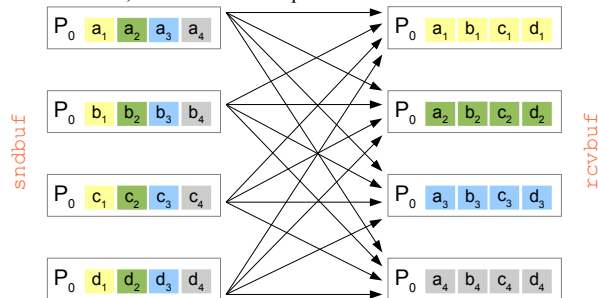 P0 a1 a2 a3 a4
P0 a1 b1 c1 d1
P0 b1 b2 b3 b4
P0 a2 b2 c2 d2
sndbuf
rcvbuf
P0 c1 c2 c3 c4
P0 a3 b3 c3 d3
P0 d1 d2 d3 d4
P0 a4 b4 c4 d4